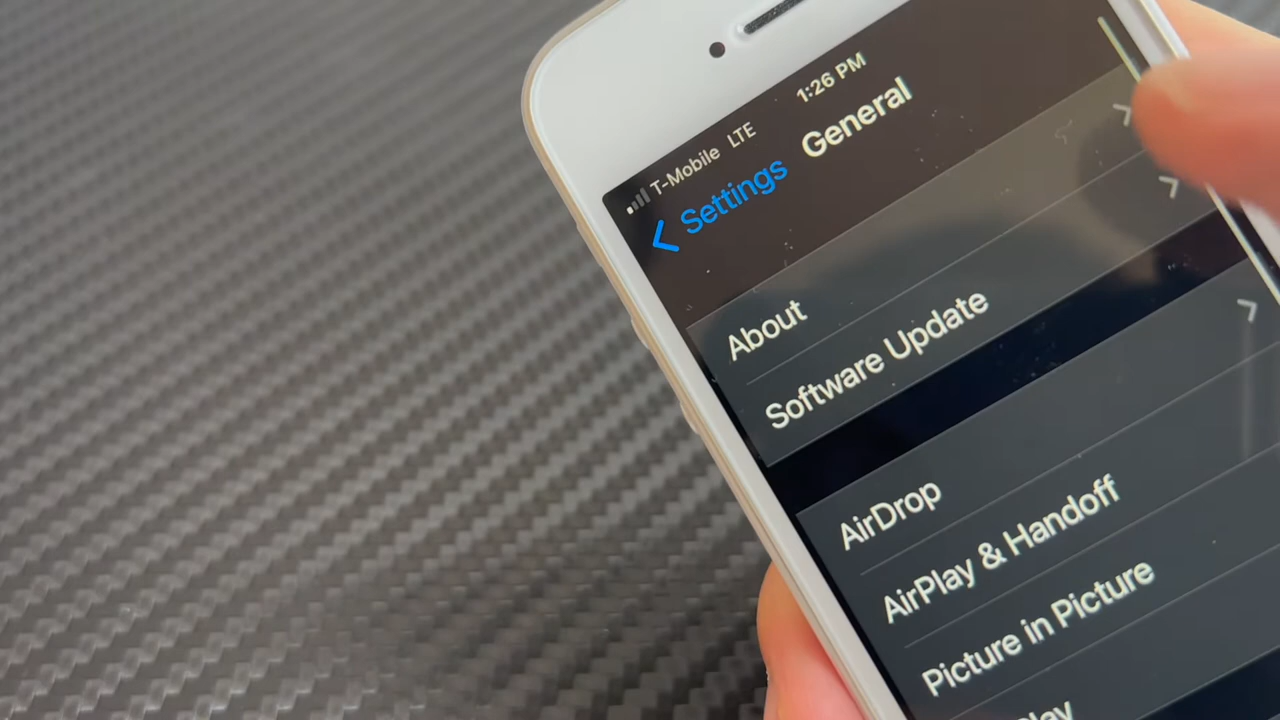 T-Mobile LTE 1:26 PM
Settings General
About
Software Update
AirDrop
AirPlay & Handoff
Picture in Picture